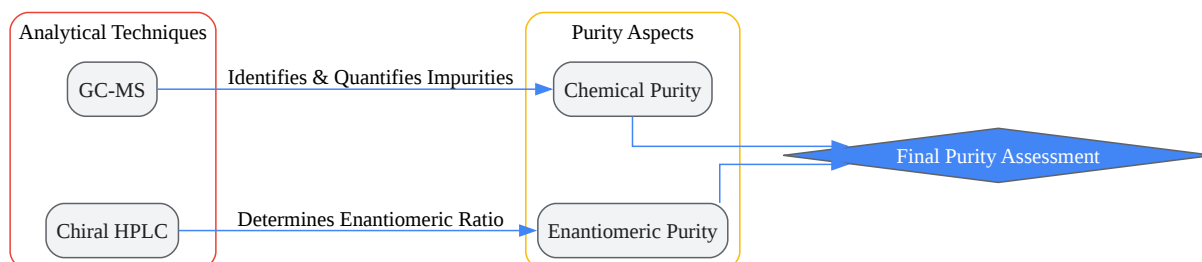 Analytical Techniques
Purity Aspects
GC-MS
Identifies & Quantifies Impurities
Chemical Purity
Final Purity Assessment
Chiral HPLC
Determines Enantiomeric Ratio
Enantiomeric Purity